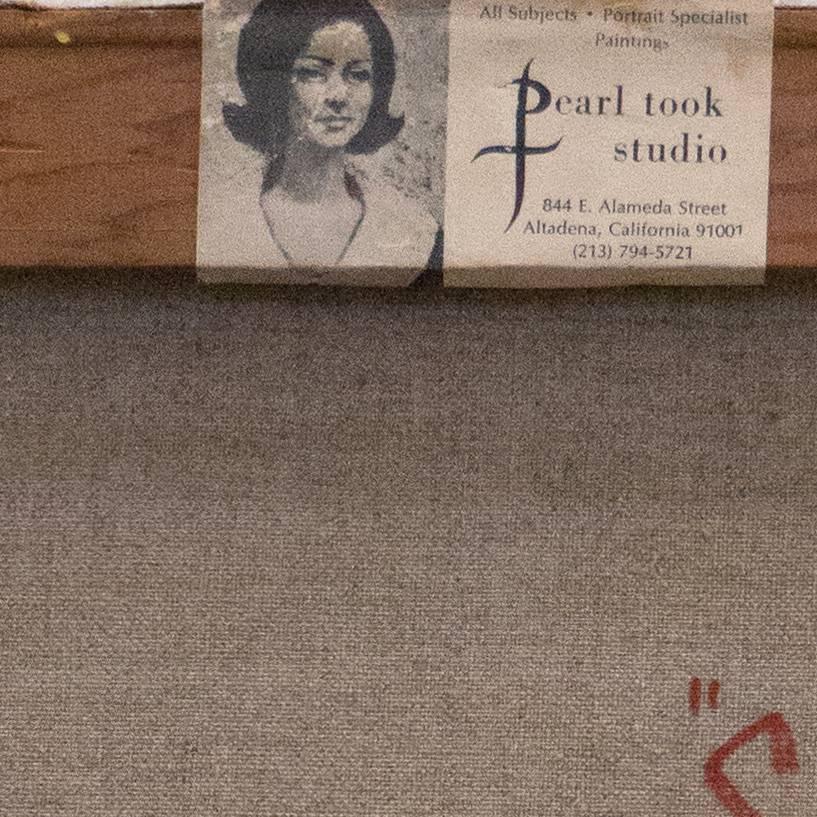 All Subjects • Portrait Specialist
Paintings
Pearl took
studio
844 E. Alameda Street
Altadena, California 91001
(213) 794-5721
"